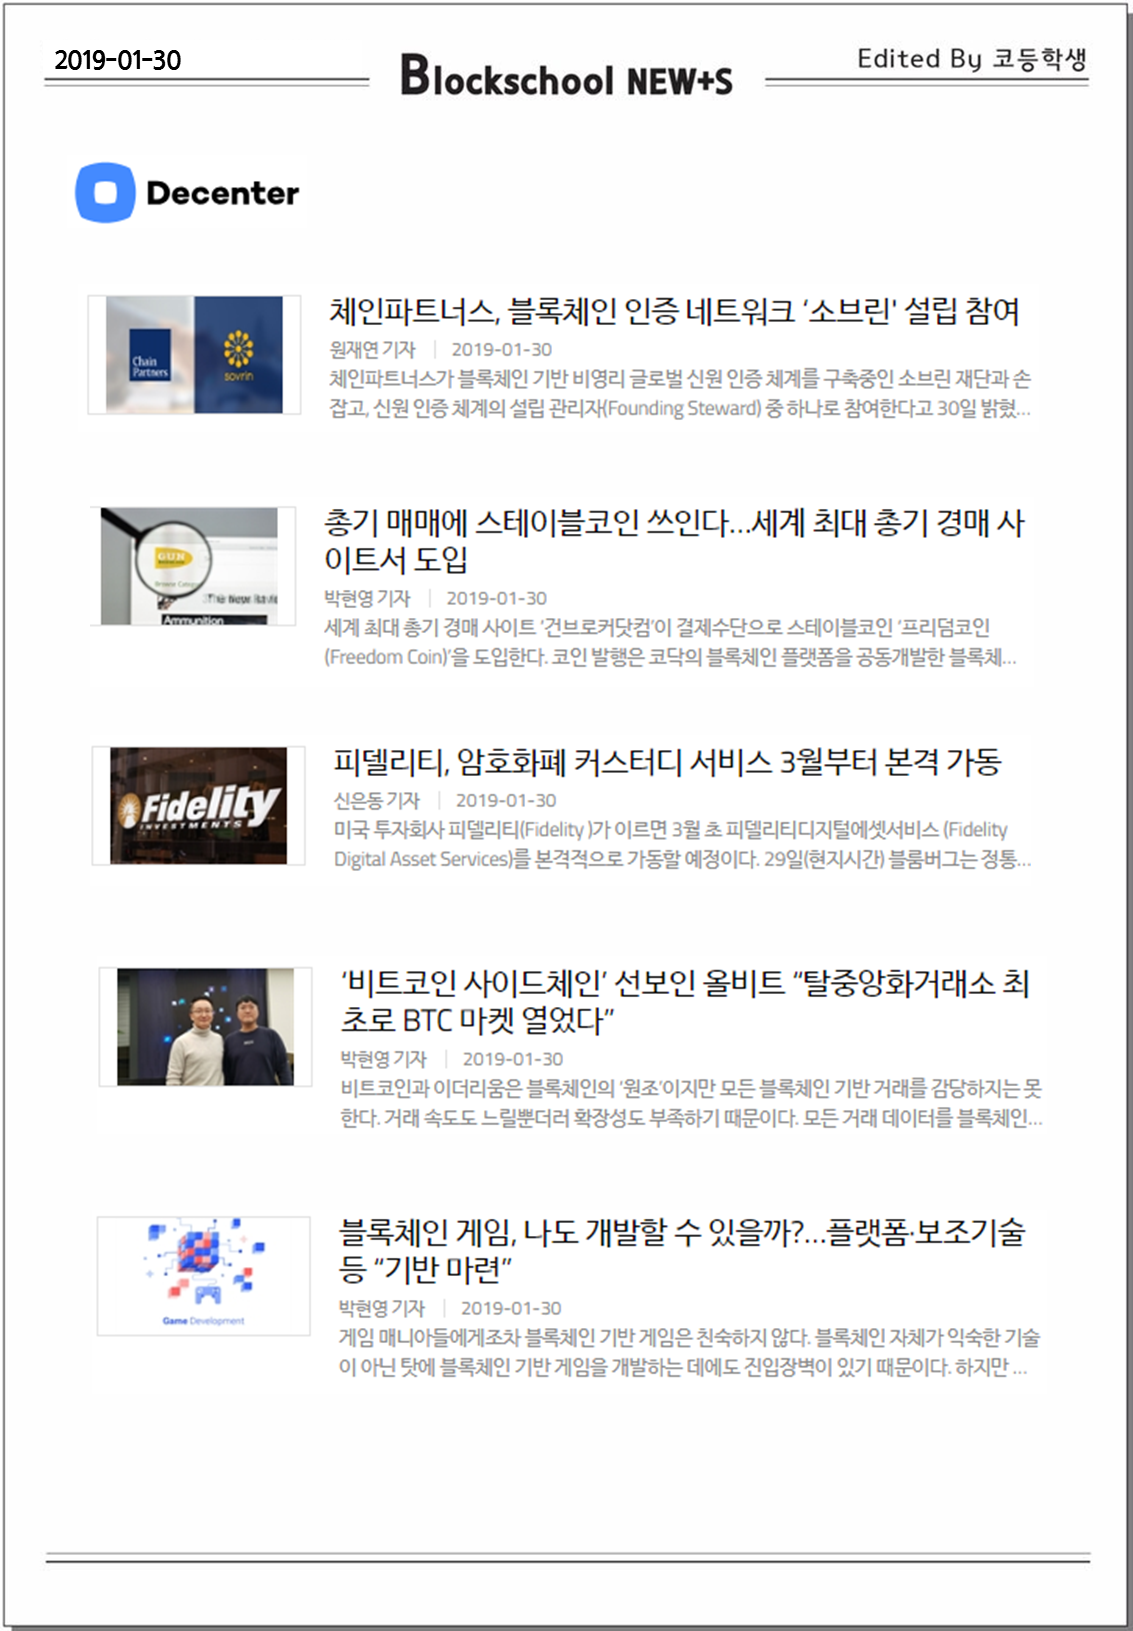 2019-01-30
Blockschool NEW+S
Edited By 코등학생
Decenter
Chain
Partners
sovrin
체인파트너스, 블록체인 인증 네트워크 ‘소브린' 설립 참여
원재연 기자 | 2019-01-30
체인파트너스가 블록체인 기반 비영리 글로벌 신원 인증 체계를 구축중인 소브린 재단과 손
잡고, 신원 인증 체계의 설립 관리자(Founding Steward) 중 하나로 참여한다고 30일 밝혔...
GUN
Ammunition
총기 매매에 스테이블코인 쓰인다...세계 최대 총기 경매 사
이트서 도입
박현영 기자 | 2019-01-30
세계 최대 총기 경매 사이트 ‘건브로커닷컴’이 결제수단으로 스테이블코인 ‘프리덤코인
(Freedom Coin)’을 도입한다. 코인 발행은 코닥의 블록체인 플랫폼을 공동개발한 블록체...
Fidelity
INVESTMENTS
피델리티, 암호화폐 커스터디 서비스 3월부터 본격 가동
신은동 기자 | 2019-01-30
미국 투자회사 피델리티(Fidelity )가 이르면 3월 초 피델리티디지털에셋서비스 (Fidelity
Digital Asset Services)를 본격적으로 가동할 예정이다. 29일(현지시간) 블룸버그는 정통...
‘비트코인 사이드체인’ 선보인 올비트 “탈중앙화거래소 최
초로 BTC 마켓 열었다”
박현영 기자 | 2019-01-30
비트코인과 이더리움은 블록체인의 ‘원조’이지만 모든 블록체인 기반 거래를 감당하지는 못
한다. 거래 속도도 느릴뿐더러 확장성도 부족하기 때문이다. 모든 거래 데이터를 블록체인...
Game Development
블록체인 게임, 나도 개발할 수 있을까?...플랫폼·보조기술
등 “기반 마련”
박현영 기자 | 2019-01-30
게임 매니아들에게조차 블록체인 기반 게임은 친숙하지 않다. 블록체인 자체가 익숙한 기술
이 아닌 탓에 블록체인 기반 게임을 개발하는 데에도 진입장벽이 있기 때문이다. 하지만 ...